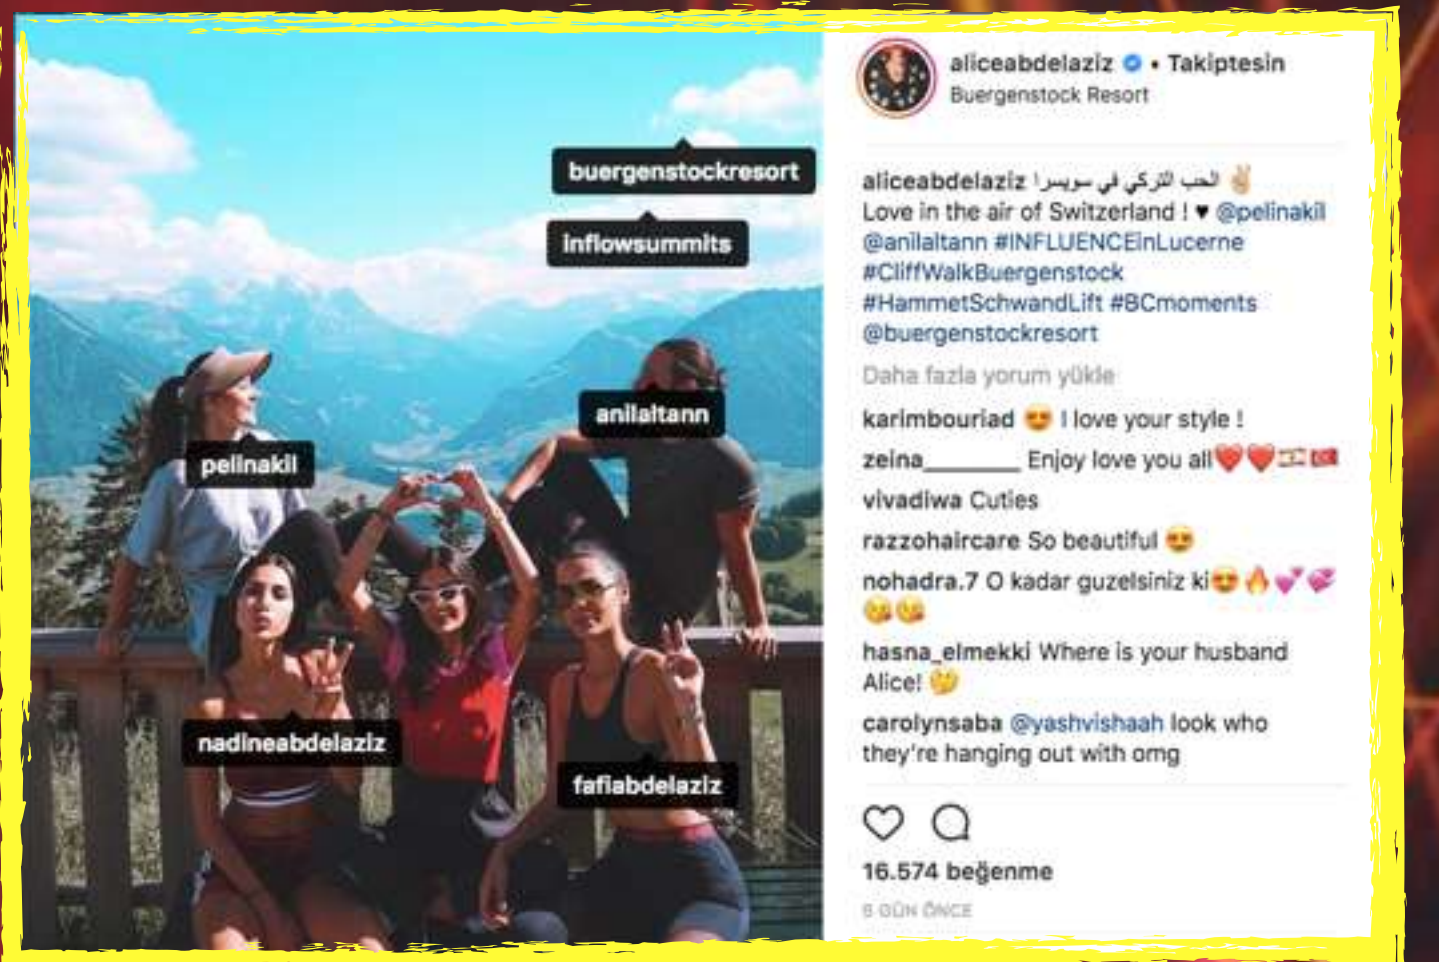 aliceabdelaziz • Takiptesin
Buergenstock Resort
buergenstockresort
inflowsummits
anilaltann
pelinakil
nadineabdelaziz
fafiabdelaziz
aliceabdelaziz الحب التركي في سويسرا ✌🏼
Love in the air of Switzerland ! ♥ @pelinakil
@anilaltann #INFLUENCEinLucerne
#CliffWalkBuergenstock
#HammetSchwandLift #BCmoments
@buergenstockresort
Daha fazla yorum yükle
karimbouriad 😍 I love your style !
zeina________ Enjoy love you all❤️❤️🇱🇧🇹🇷
vivadiwa Cuties
razzohaircare So beautiful 😍
nohadra.7 O kadar guzelsiniz ki😍🔥💕💞
😘😘
hasna_elmekki Where is your husband
Alice! 🤔
carolynsaba @yashvishaah look who
they're hanging out with omg
16.574 beğenme
6 GÜN ÖNCE